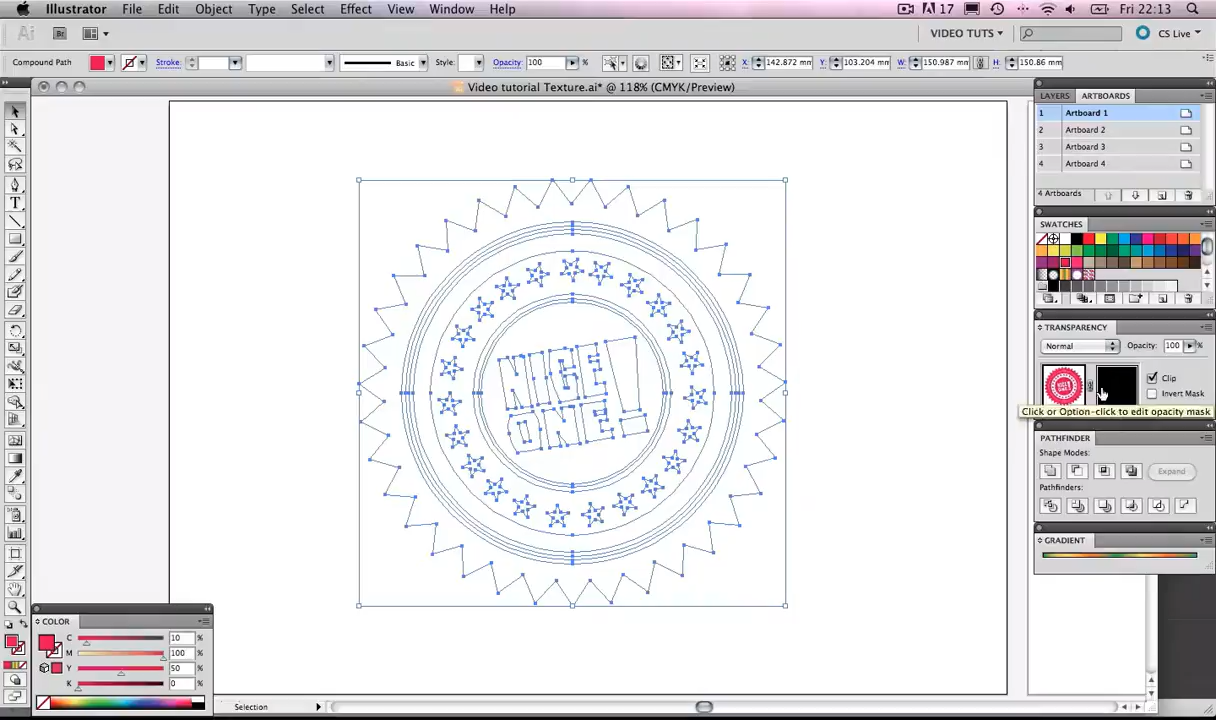 Illustrator File Edit Object Type Select Effect View Window Help
17 Fri 22:13
Ai Br VIDEO TUTS CS Live
Compound Path Stroke: Basic Style: Opacity: 100 % X: 142.872 mm Y: 103.204 mm W: 150.987 mm H: 150.86 mm
Video tutorial Texture.ai* @ 118% (CMYK/Preview)
LAYERS ARTBOARDS
1 Artboard 1
2 Artboard 2
3 Artboard 3
4 Artboard 4
4 Artboards
SWATCHES
TRANSPARENCY
Normal Opacity: 100 %
Clip
Invert Mask
Click or Option-click to edit opacity mask
PATHFINDER
Shape Modes:
Expand
Pathfinders:
GRADIENT
COLOR
C 10 %
M 100 %
Y 50 %
K 0 %
Selection